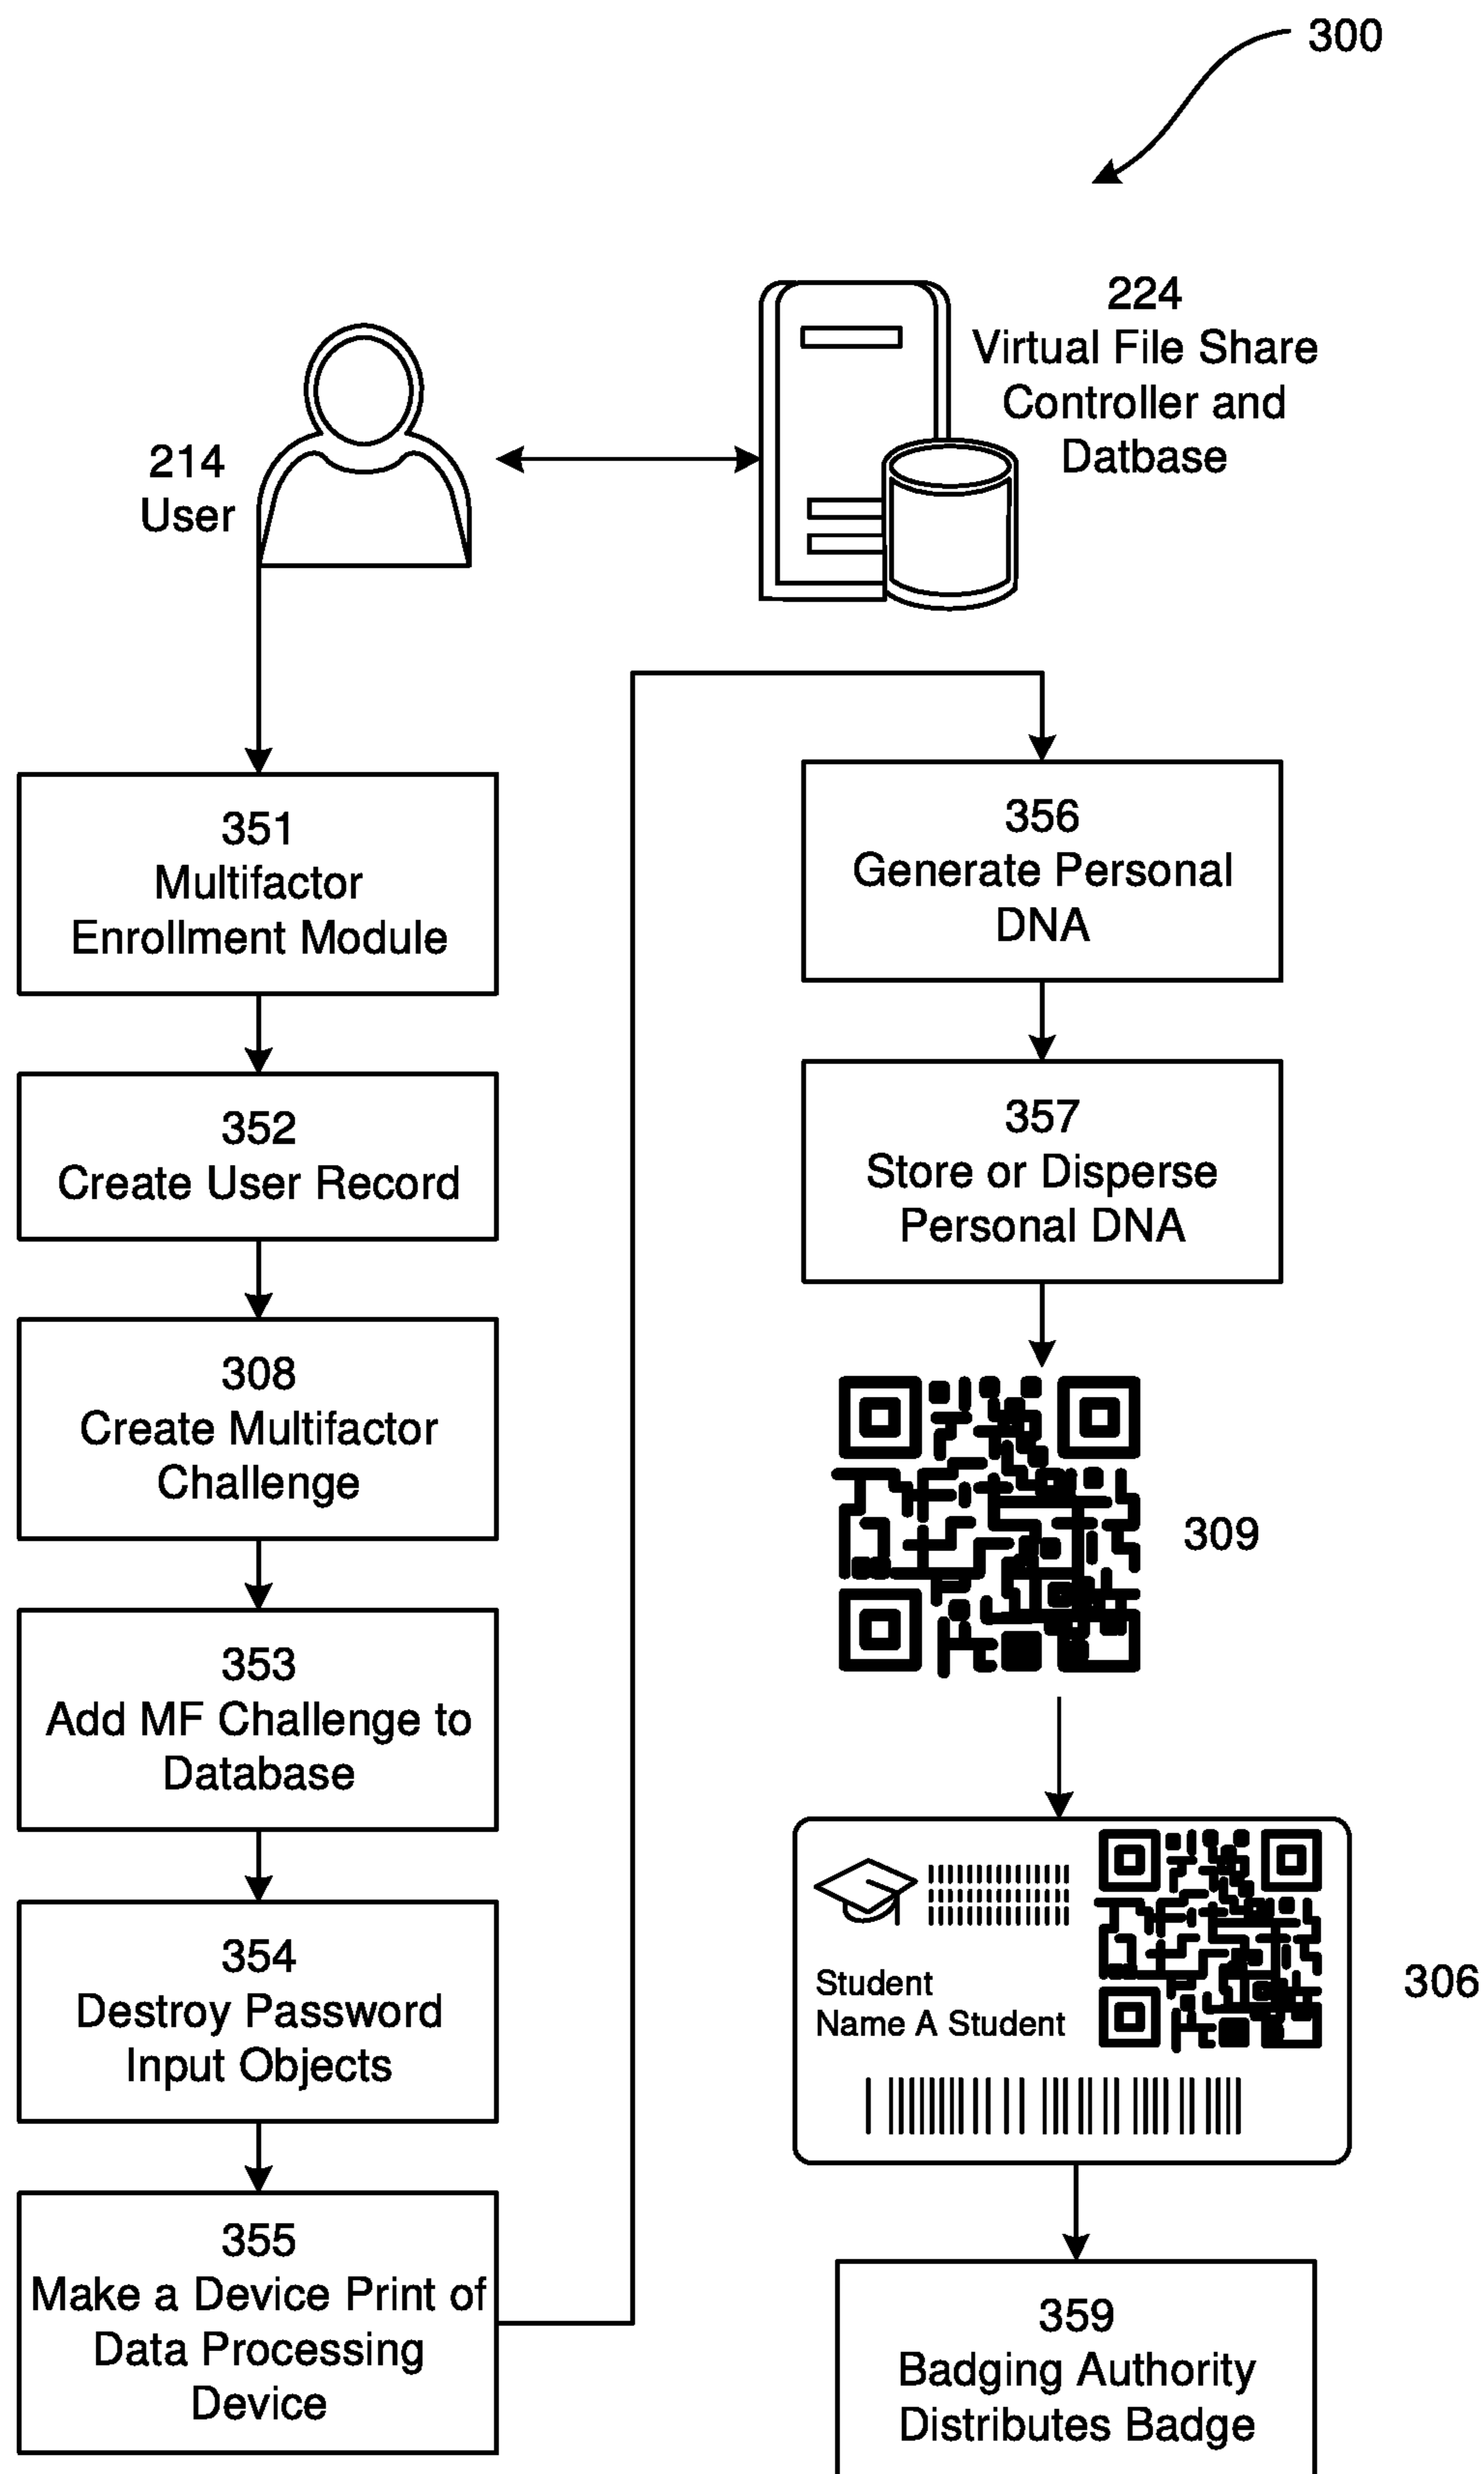 300
224
Virtual File Share
Controller and
Datbase
214
User
351
Multifactor
Enrollment Module
352
Create User Record
308
Create Multifactor
Challenge
353
Add MF Challenge to
Database
354
Destroy Password
Input Objects
355
Make a Device Print of
Data Processing
Device
356
Generate Personal
DNA
357
Store or Disperse
Personal DNA
309
306
Student
Name A Student
359
Badging Authority
Distributes Badge